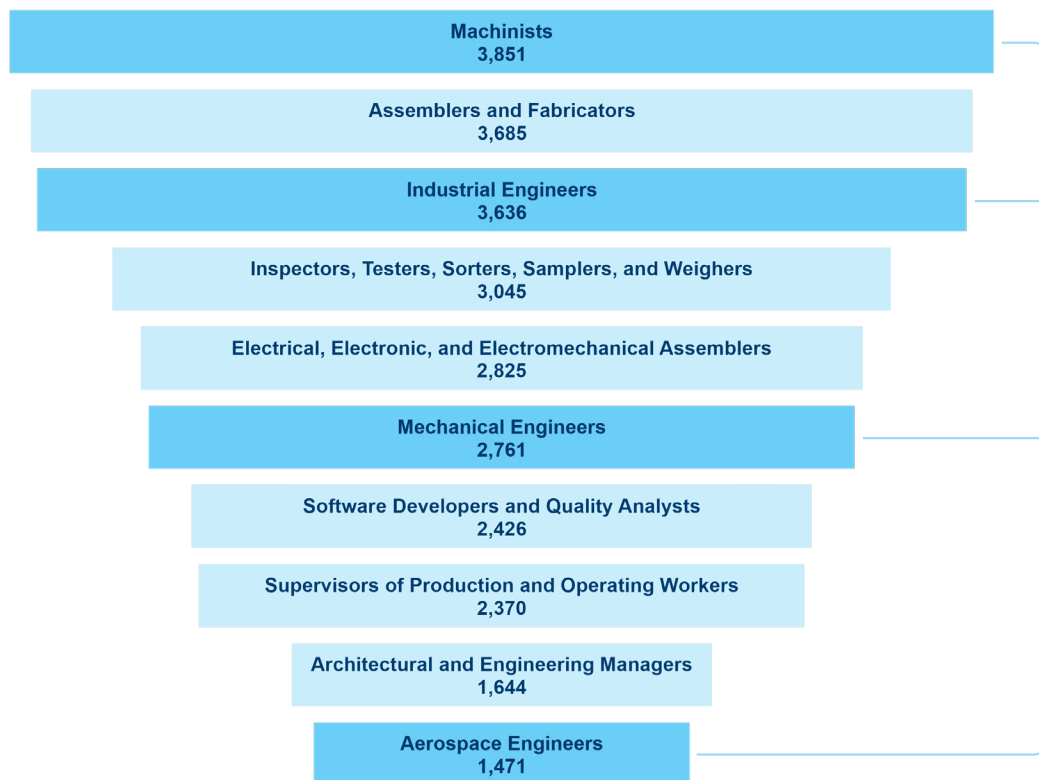 Machinists
3,851
Assemblers and Fabricators
3,685
Industrial Engineers
3,636
Inspectors, Testers, Sorters, Samplers, and Weighers
3,045
Electrical, Electronic, and Electromechanical Assemblers
2,825
Mechanical Engineers
2,761
Software Developers and Quality Analysts
2,426
Supervisors of Production and Operating Workers
2,370
Architectural and Engineering Managers
1,644
Aerospace Engineers
1,471